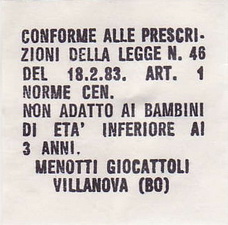 CONFORME ALLE PRESCRI-
ZIONI DELLA LEGGE N. 46
DEL 18.2.83. ART. 1
NORME CEN.
NON ADATTO AI BAMBINI
DI ETA' INFERIORE AI
3 ANNI.
MENOTTI GIOCATTOLI
VILLANOVA (BO)